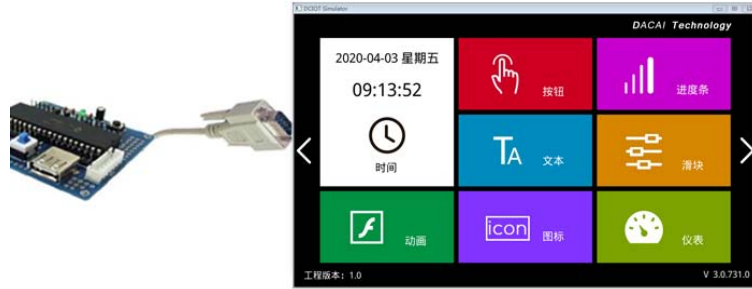 DCIOT Simulator
DACAI Technology
2020-04-03 星期五
09:13:52
时间
按钮
进度条
TA 文本
滑块
动画
icon 图标
仪表
工程版本：1.0
V 3.0.731.0